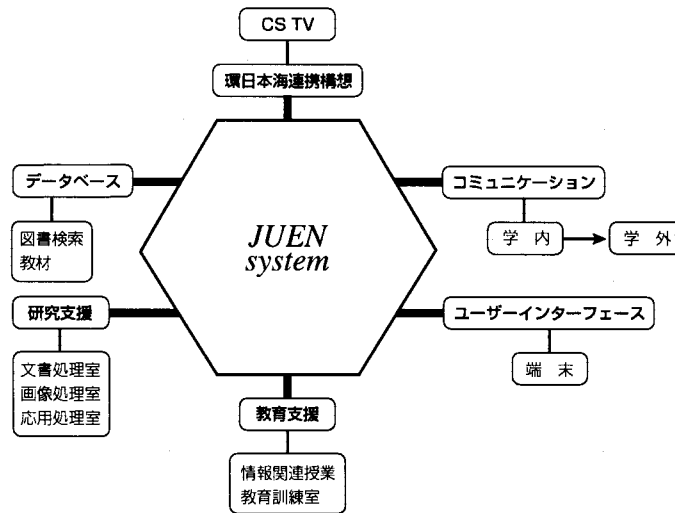 CS TV
環日本海連携構想
データベース
図書検索
教材
コミュニケーション
学 内
学 外
JUEN
system
研究支援
文書処理室
画像処理室
応用処理室
ユーザーインターフェース
端 末
教育支援
情報関連授業
教育訓練室